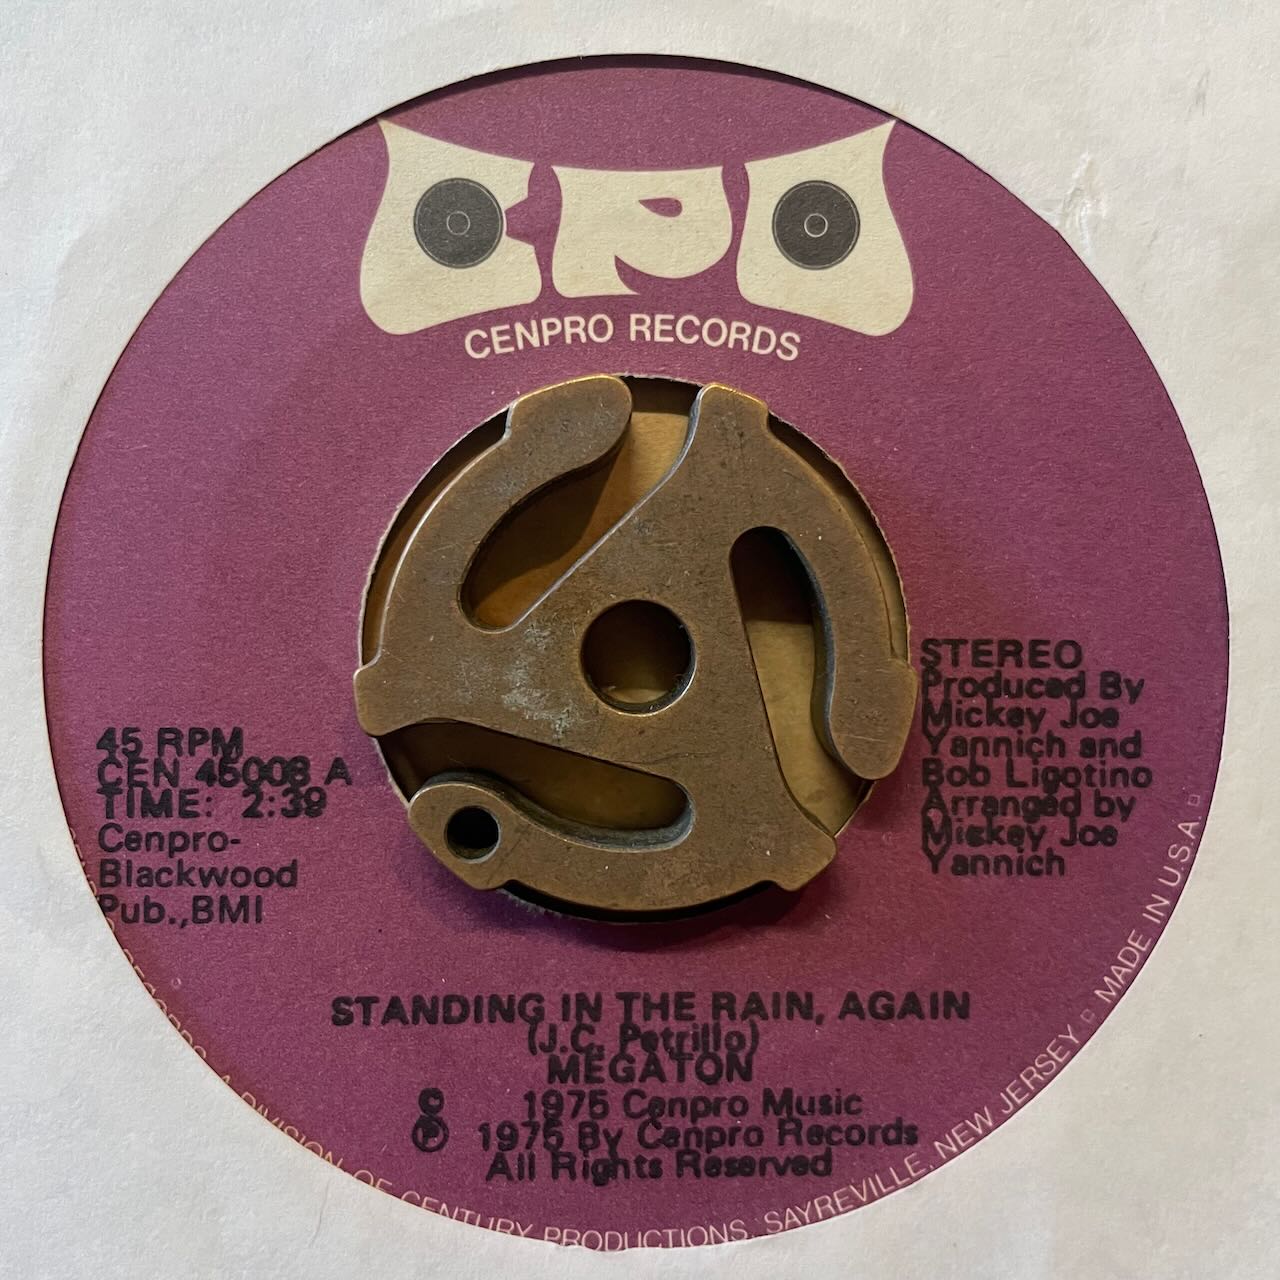 CPO
CENPRO RECORDS
45 RPM
CEN 45008 A
TIME: 2:39
Cenpro-
Blackwood
Pub.,BMI
STEREO
Produced By
Mickey Joe
Yannich and
Bob Ligotino
Arranged by
Mickey Joe
Yannich
STANDING IN THE RAIN, AGAIN
(J.C. Petrillo)
MEGATON
© 1975 Cenpro Music
℗ 1975 By Cenpro Records
All Rights Reserved
RECORDS, A DIVISION OF CENTURY PRODUCTIONS, SAYREVILLE, NEW JERSEY □ MADE IN U.S.A. □